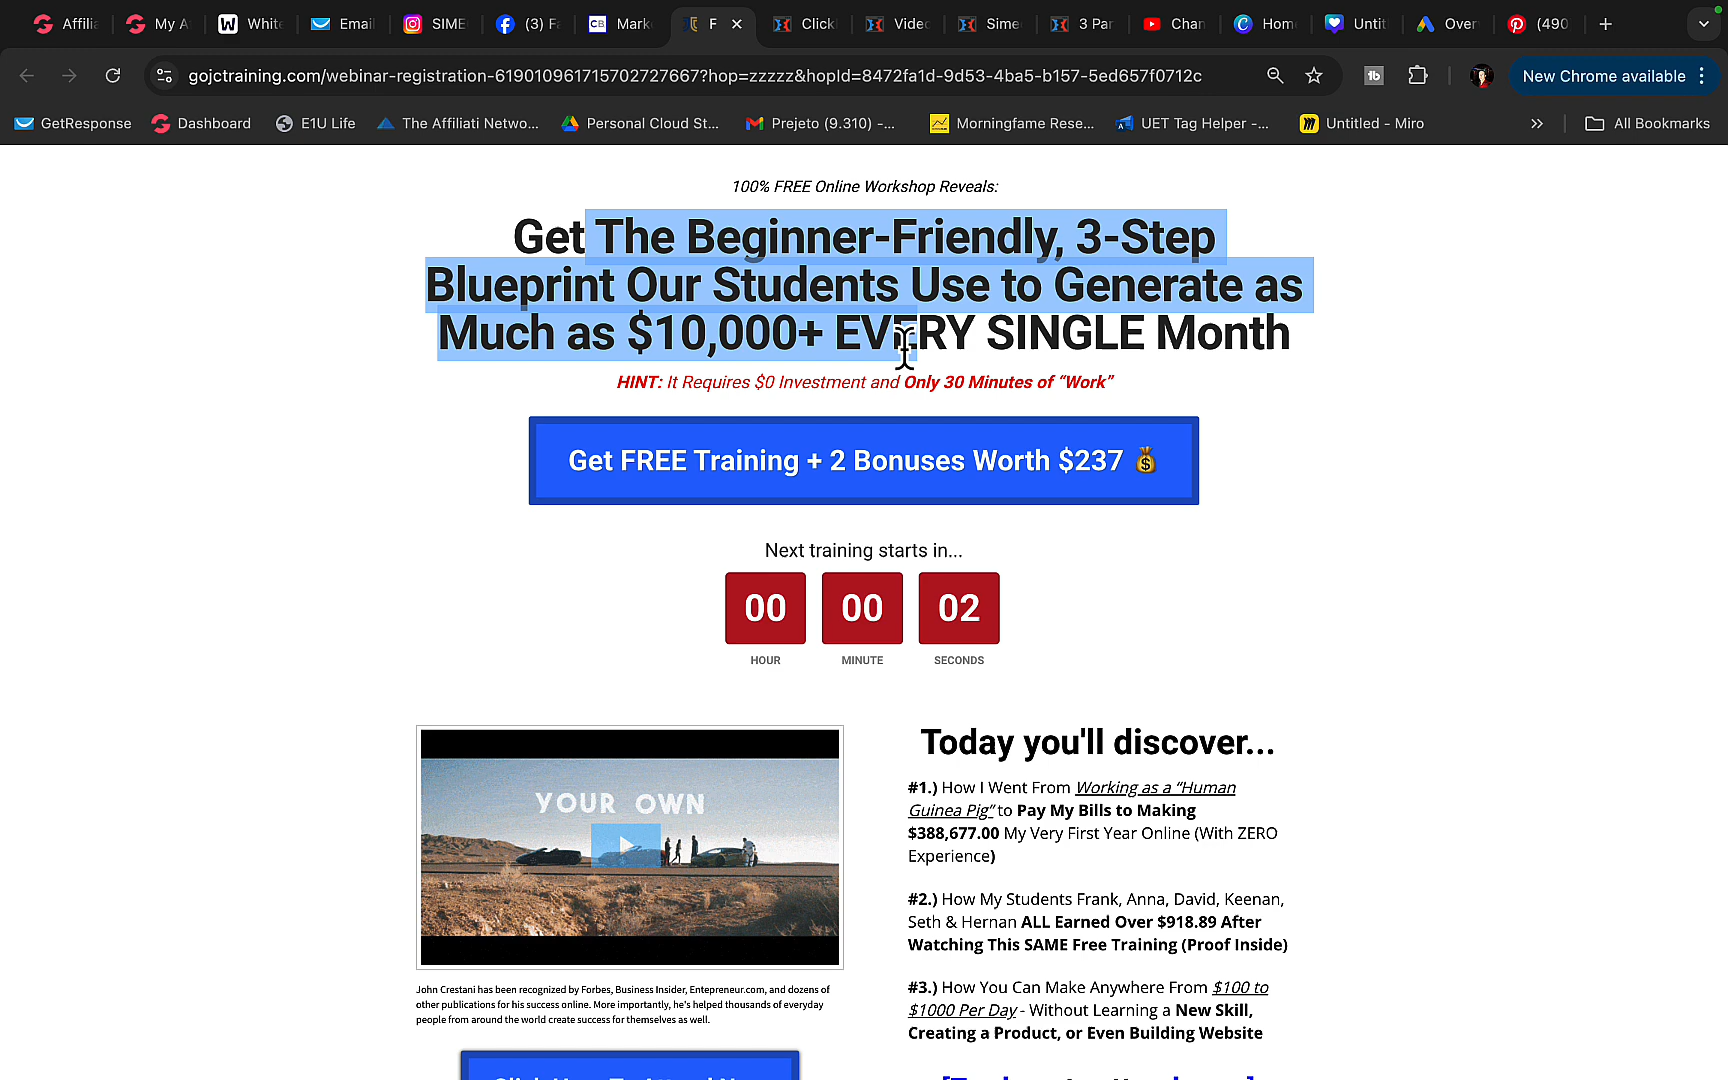 Affilia
My A
White
Email
SIME
(3) Fa
Mark
F
Click
Video
Sime
3 Par
Chan
Home
Untit
Over
(490
gojctraining.com/webinar-registration-619010961715702727667?hop=zzzzz&hopId=8472fa1d-9d53-4ba5-b157-5ed657f0712c
New Chrome available
GetResponse
Dashboard
E1U Life
The Affiliati Netwo...
Personal Cloud St...
Prejeto (9.310) -...
Morningfame Rese...
UET Tag Helper -...
Untitled - Miro
All Bookmarks
100% FREE Online Workshop Reveals:
Get The Beginner-Friendly, 3-Step
Blueprint Our Students Use to Generate as
Much as $10,000+ EVERY SINGLE Month
HINT: It Requires $0 Investment and Only 30 Minutes of “Work”
Get FREE Training + 2 Bonuses Worth $237
Next training starts in...
00 00 02
HOUR MINUTE SECONDS
YOUR OWN
John Crestani has been recognized by Forbes, Business Insider, Entepreneur.com, and dozens of
other publications for his success online. More importantly, he's helped thousands of everyday
people from around the world create success for themselves as well.
Today you'll discover...
#1.) How I Went From Working as a “Human
Guinea Pig” to Pay My Bills to Making
$388,677.00 My Very First Year Online (With ZERO
Experience)
#2.) How My Students Frank, Anna, David, Keenan,
Seth & Hernan ALL Earned Over $918.89 After
Watching This SAME Free Training (Proof Inside)
#3.) How You Can Make Anywhere From $100 to
$1000 Per Day - Without Learning a New Skill,
Creating a Product, or Even Building Website